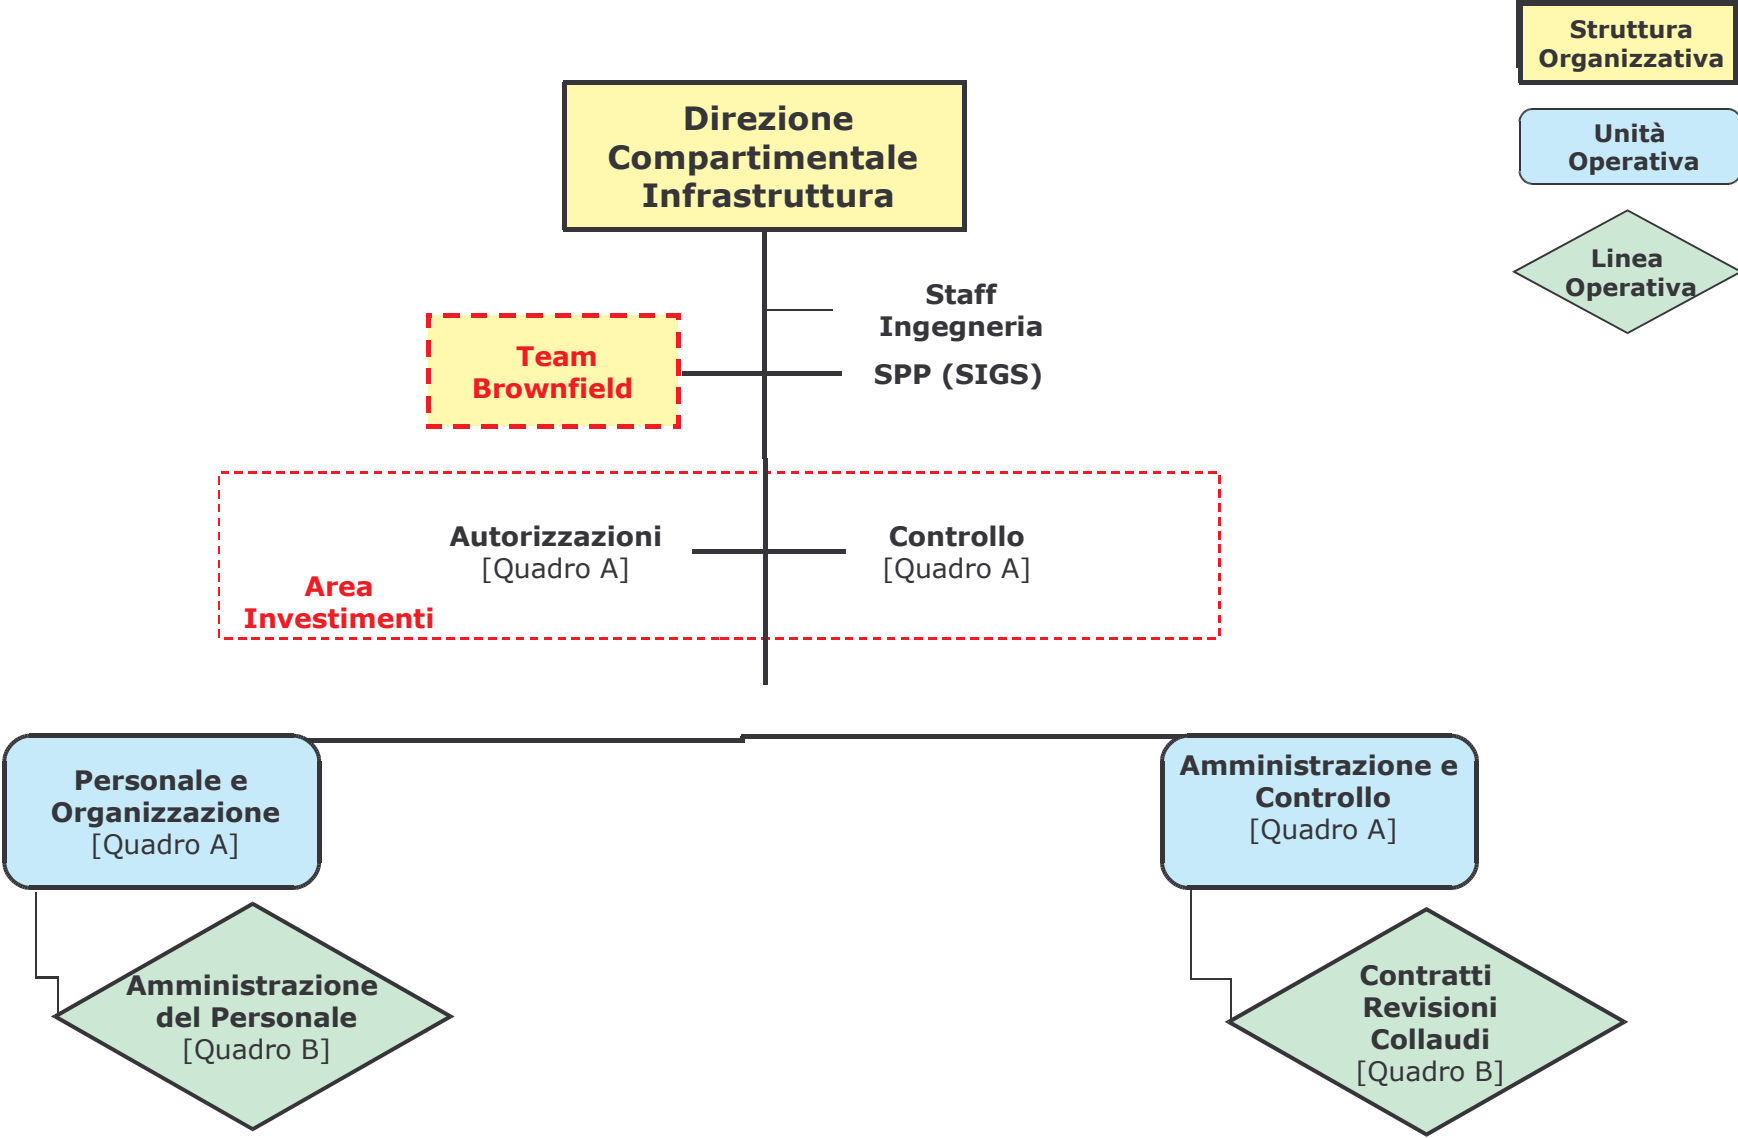 Struttura
Organizzativa
Unità
Operativa
Linea
Operativa
Direzione
Compartimentale
Infrastruttura
Staff
Ingegneria
Team
Brownfield
SPP (SIGS)
Autorizzazioni
[Quadro A]
Controllo
[Quadro A]
Area
Investimenti
Personale e
Organizzazione
[Quadro A]
Amministrazione e
Controllo
[Quadro A]
Amministrazione
del Personale
[Quadro B]
Contratti
Revisioni
Collaudi
[Quadro B]